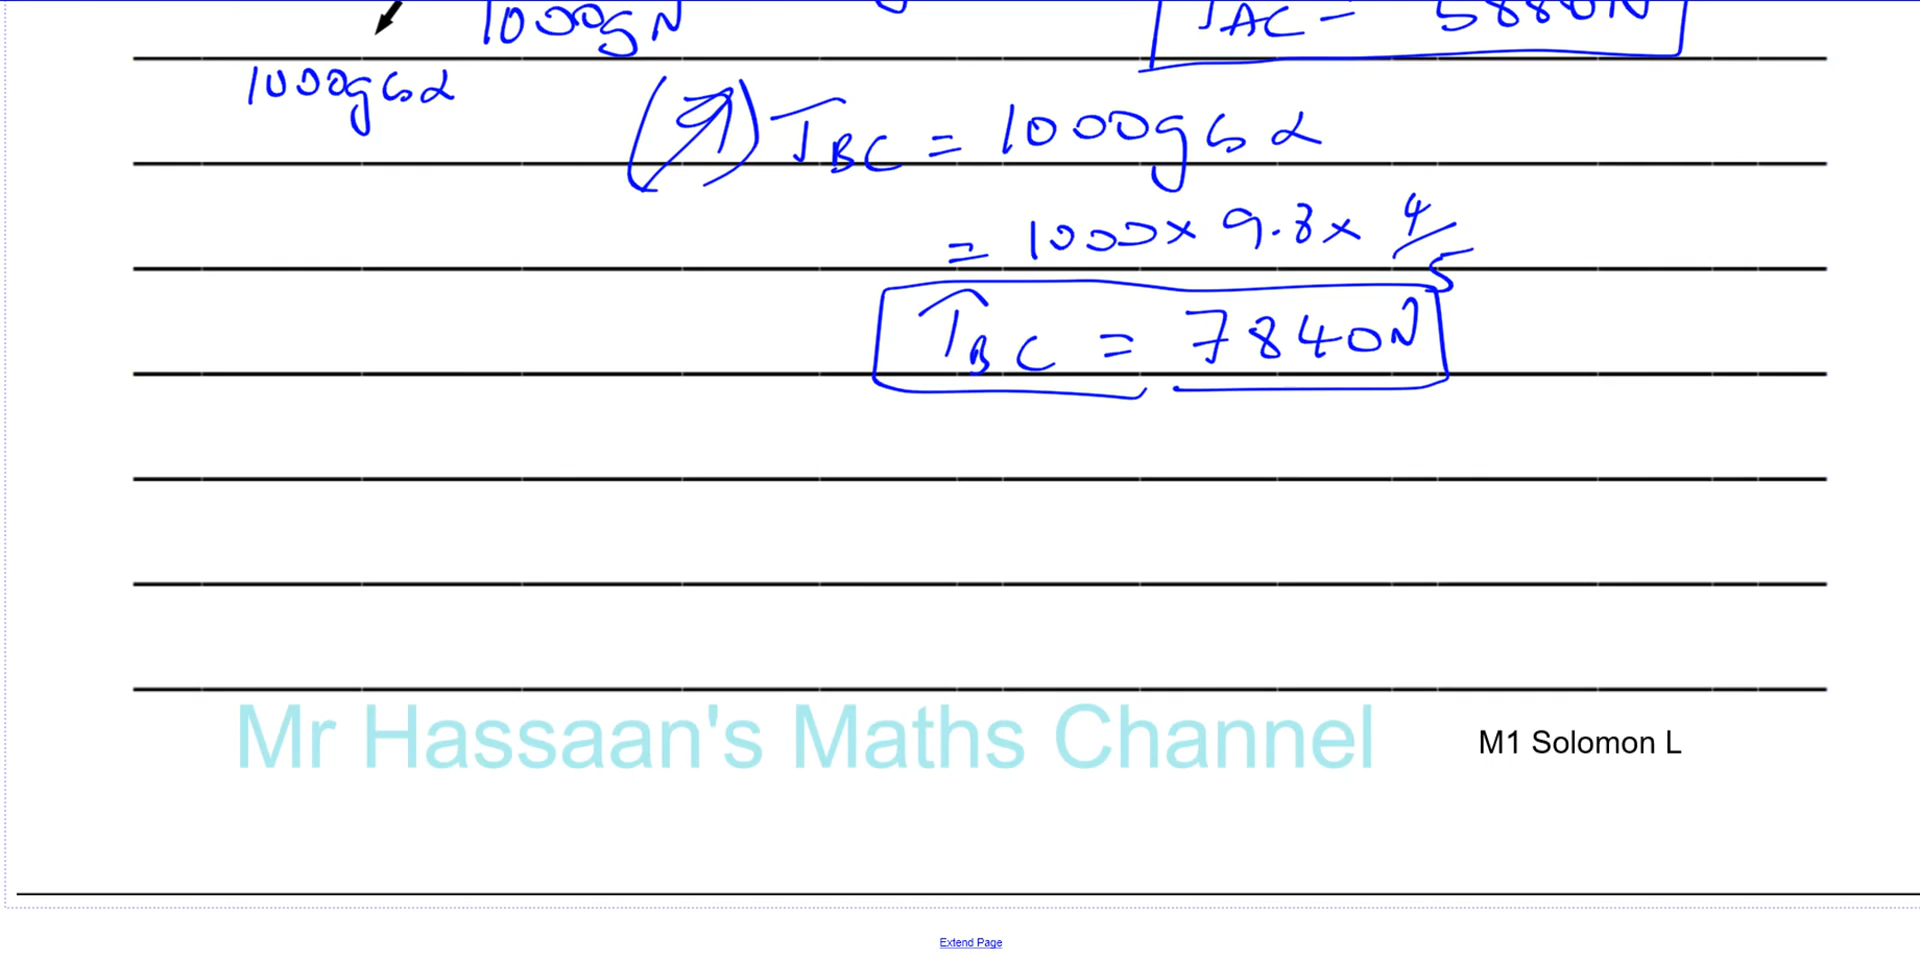 1000gN
TAC = 5880N
1000g cos α
(↗) TBC = 1000g cos α
= 1000 × 9.8 × 4/5
TBC = 7840N
Mr Hassaan's Maths Channel
M1 Solomon L
Extend Page